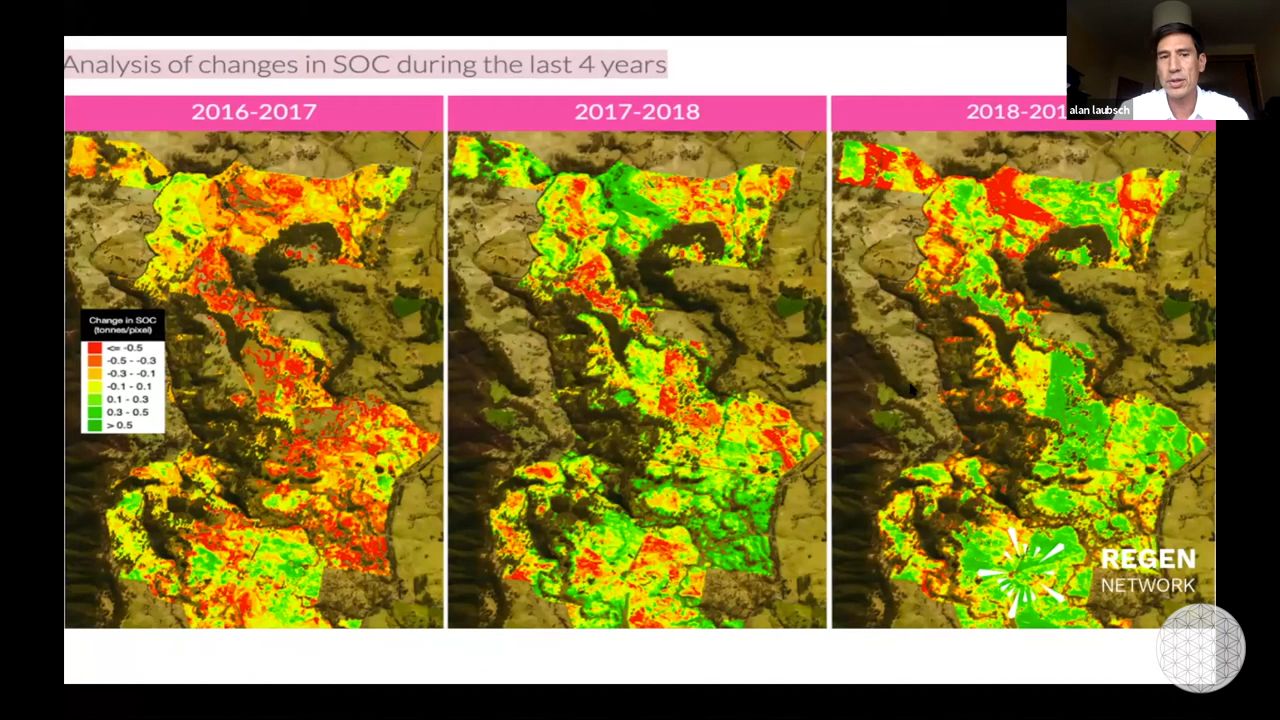 Analysis of changes in SOC during the last 4 years
alan laubsch
2016-2017
2017-2018
2018-201
Change in SOC
(tonnes/pixel)
<= -0.5
-0.5 - -0.3
-0.3 - -0.1
-0.1 - 0.1
0.1 - 0.3
0.3 - 0.5
> 0.5
REGEN
NETWORK